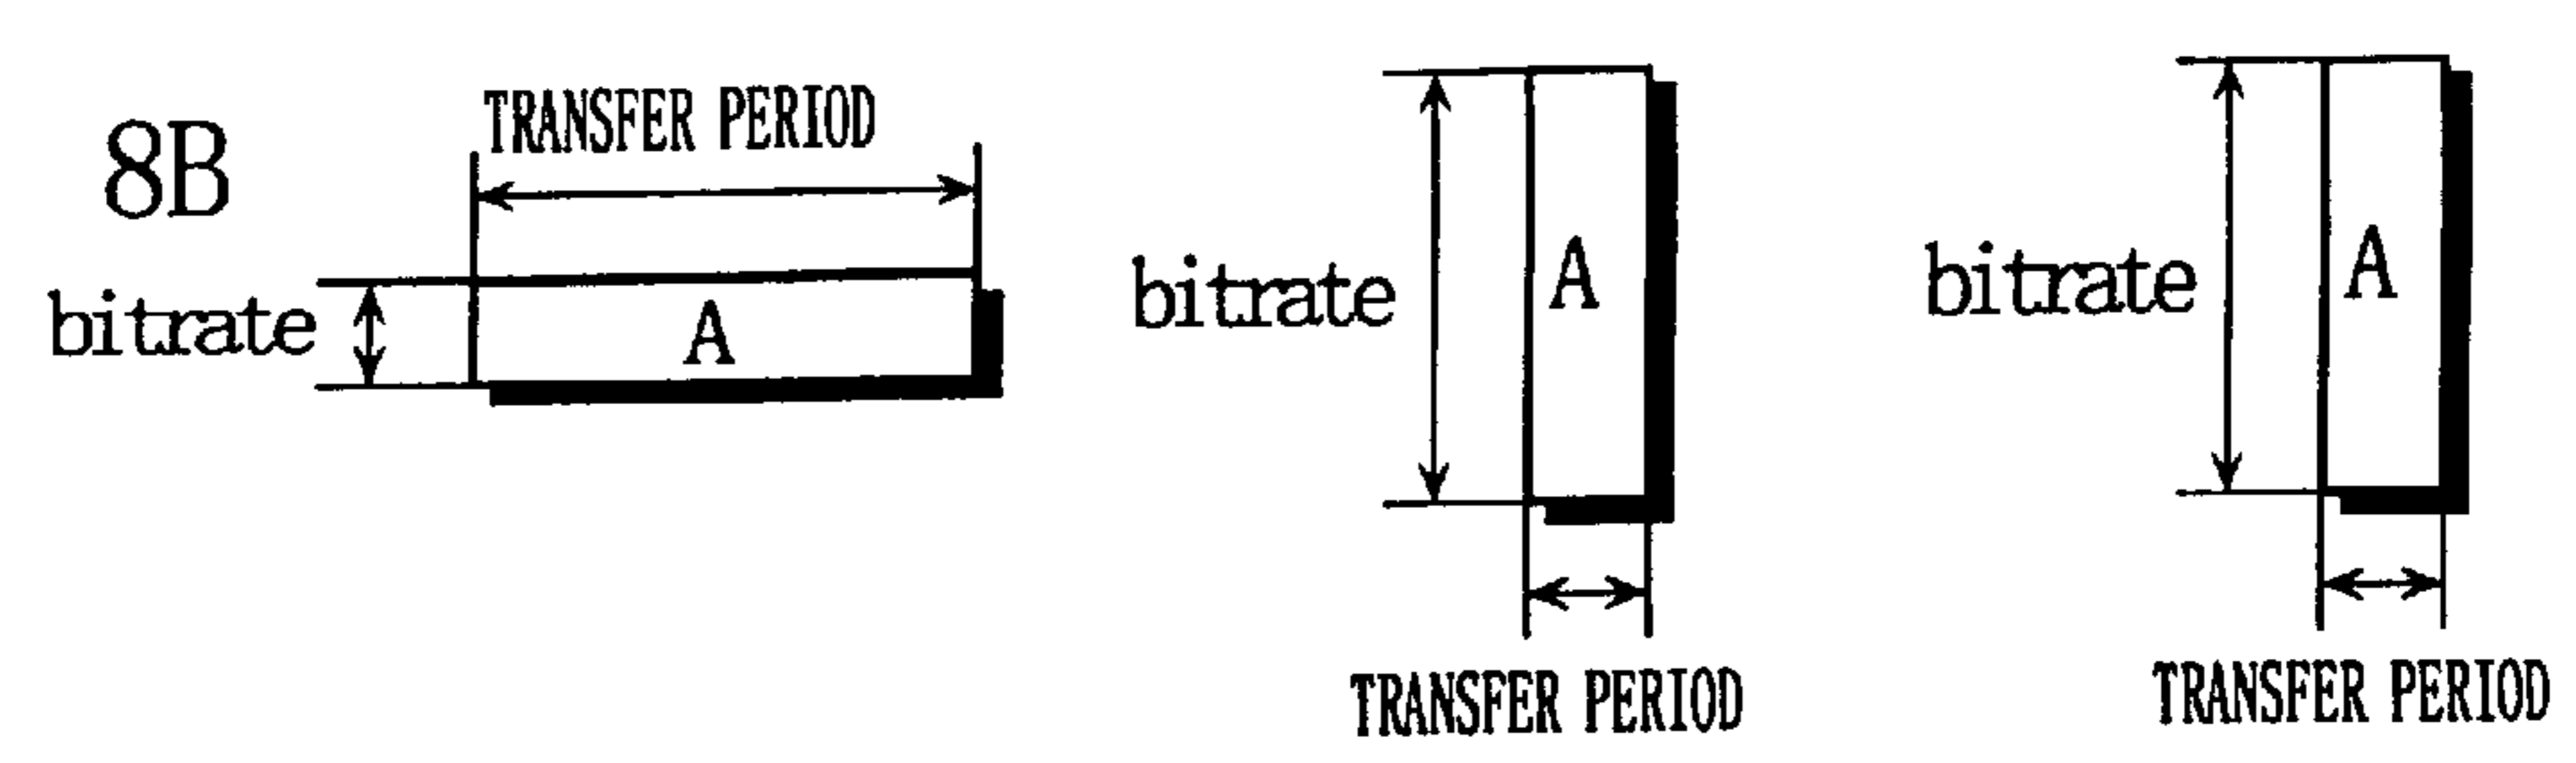 8B
TRANSFER PERIOD
bitrate
A
bitrate
A
TRANSFER PERIOD
bitrate
A
TRANSFER PERIOD